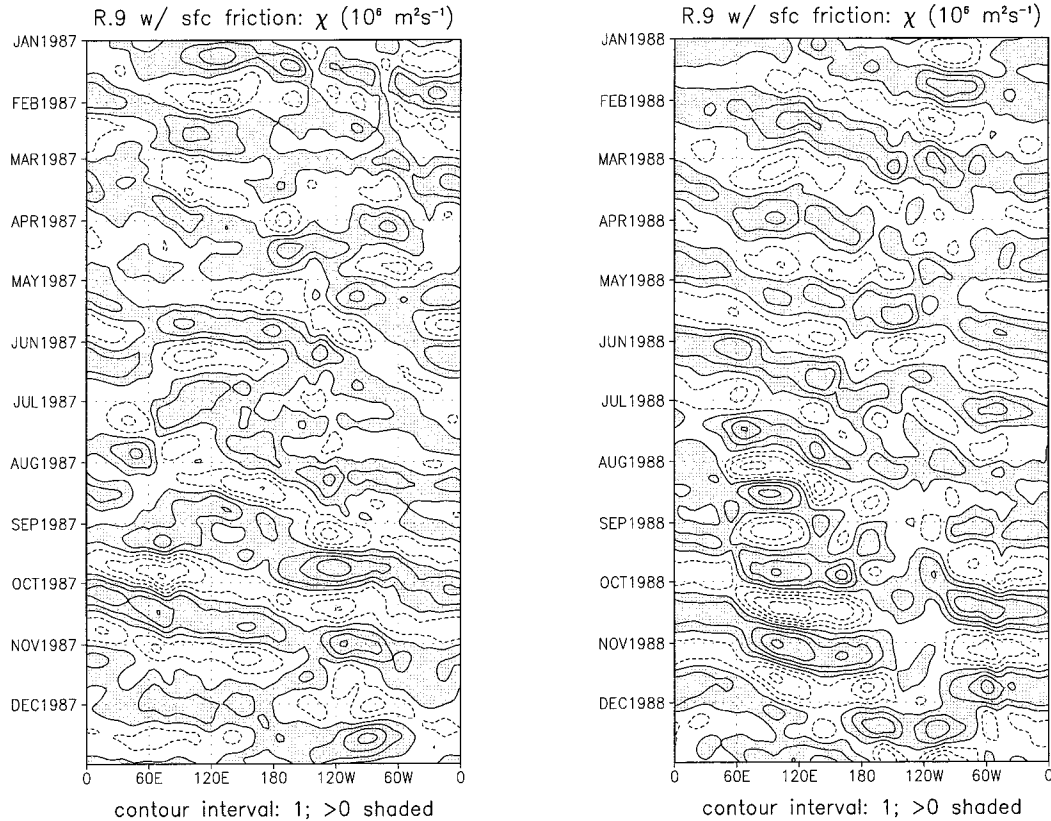 R.9 w/ sfc friction: χ (10⁶ m²s⁻¹)
JAN1987
FEB1987
MAR1987
APR1987
MAY1987
JUN1987
JUL1987
AUG1987
SEP1987
OCT1987
NOV1987
DEC1987
0 60E 120E 180 120W 60W 0
contour interval: 1; >0 shaded
R.9 w/ sfc friction: χ (10⁶ m²s⁻¹)
JAN1988
FEB1988
MAR1988
APR1988
MAY1988
JUN1988
JUL1988
AUG1988
SEP1988
OCT1988
NOV1988
DEC1988
0 60E 120E 180 120W 60W 0
contour interval: 1; >0 shaded